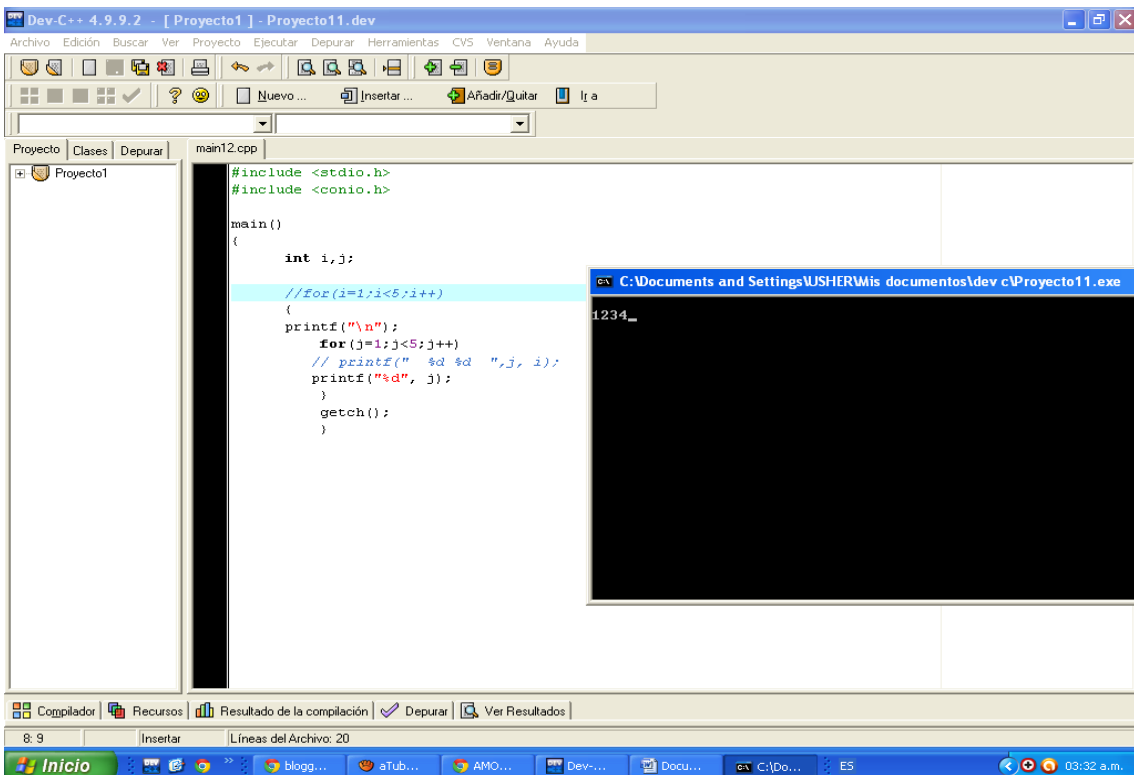 Dev-C++ 4.9.9.2 - [ Proyecto1 ] - Proyecto11.dev
Archivo Edición Buscar Ver Proyecto Ejecutar Depurar Herramientas CVS Ventana Ayuda
Nuevo ... Insertar ... Añadir/Quitar Ir a
Proyecto Clases Depurar main12.cpp
Proyecto1
#include <stdio.h>
#include <conio.h>
main()
{
int i,j;
//for(i=1;i<5;i++)
{
printf("\n");
for(j=1;j<5;j++)
// printf("  %d %d  ",j, i);
printf("%d", j);
}
getch();
}
C:\Documents and Settings\USHER\Mis documentos\dev c\Proyecto11.exe
1234_
Compilador Recursos Resultado de la compilación Depurar Ver Resultados
8: 9 Insertar Líneas del Archivo: 20
Inicio blogg... aTub... AMO... Dev-... Docu... C:\Do... ES 03:32 a.m.